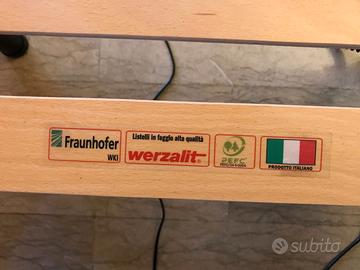 Fraunhofer
WKI
Listelli in faggio alta qualità
werzalit
PEFC
PRODOTTO ITALIANO
subito